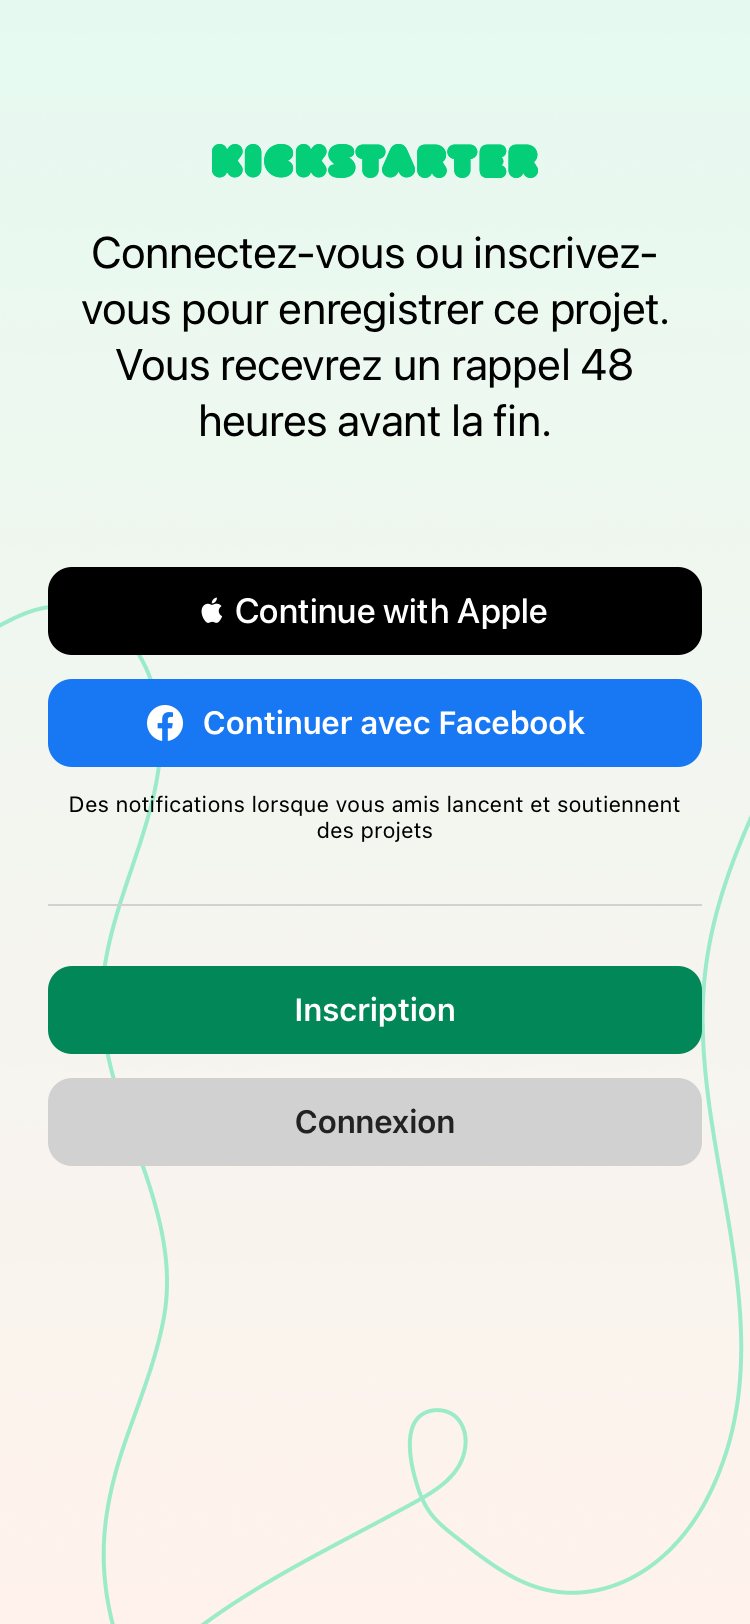 KICKSTARTER
Connectez-vous ou inscrivez-
vous pour enregistrer ce projet.
Vous recevrez un rappel 48
heures avant la fin.
Continue with Apple
Continuer avec Facebook
Des notifications lorsque vous amis lancent et soutiennent
des projets
Inscription
Connexion